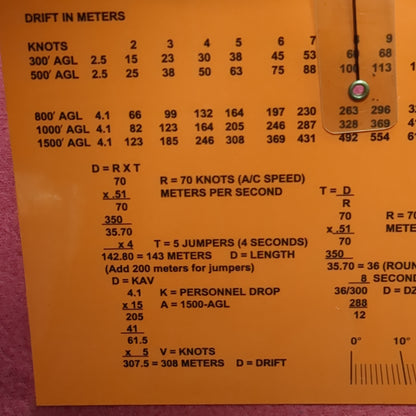 DRIFT IN METERS
KNOTS 2 3 4 5 6 7 8 9
300' AGL 2.5 15 23 30 38 45 53 60 68
500' AGL 2.5 25 38 50 63 75 88 100 113 1
800' AGL 4.1 66 99 132 164 197 230 263 296 32
1000' AGL 4.1 82 123 164 205 246 287 328 369 41
1500' AGL 4.1 123 185 246 308 369 431 492 554 61
D = R X T
70 R = 70 KNOTS (A/C SPEED)
x .51 METERS PER SECOND
70
350
35.70
x 4 T = 5 JUMPERS (4 SECONDS)
142.80 = 143 METERS D = LENGTH
(Add 200 meters for jumpers)
D = KAV
4.1 K = PERSONNEL DROP
x 15 A = 1500-AGL
205
41
61.5
x 5 V = KNOTS
307.5 = 308 METERS D = DRIFT
T = D
R
70 R = 70
x .51 METE
70
350
35.70 = 36 (ROUN
8 SECOND
36/300 D = DZ
288
12
0° 10°